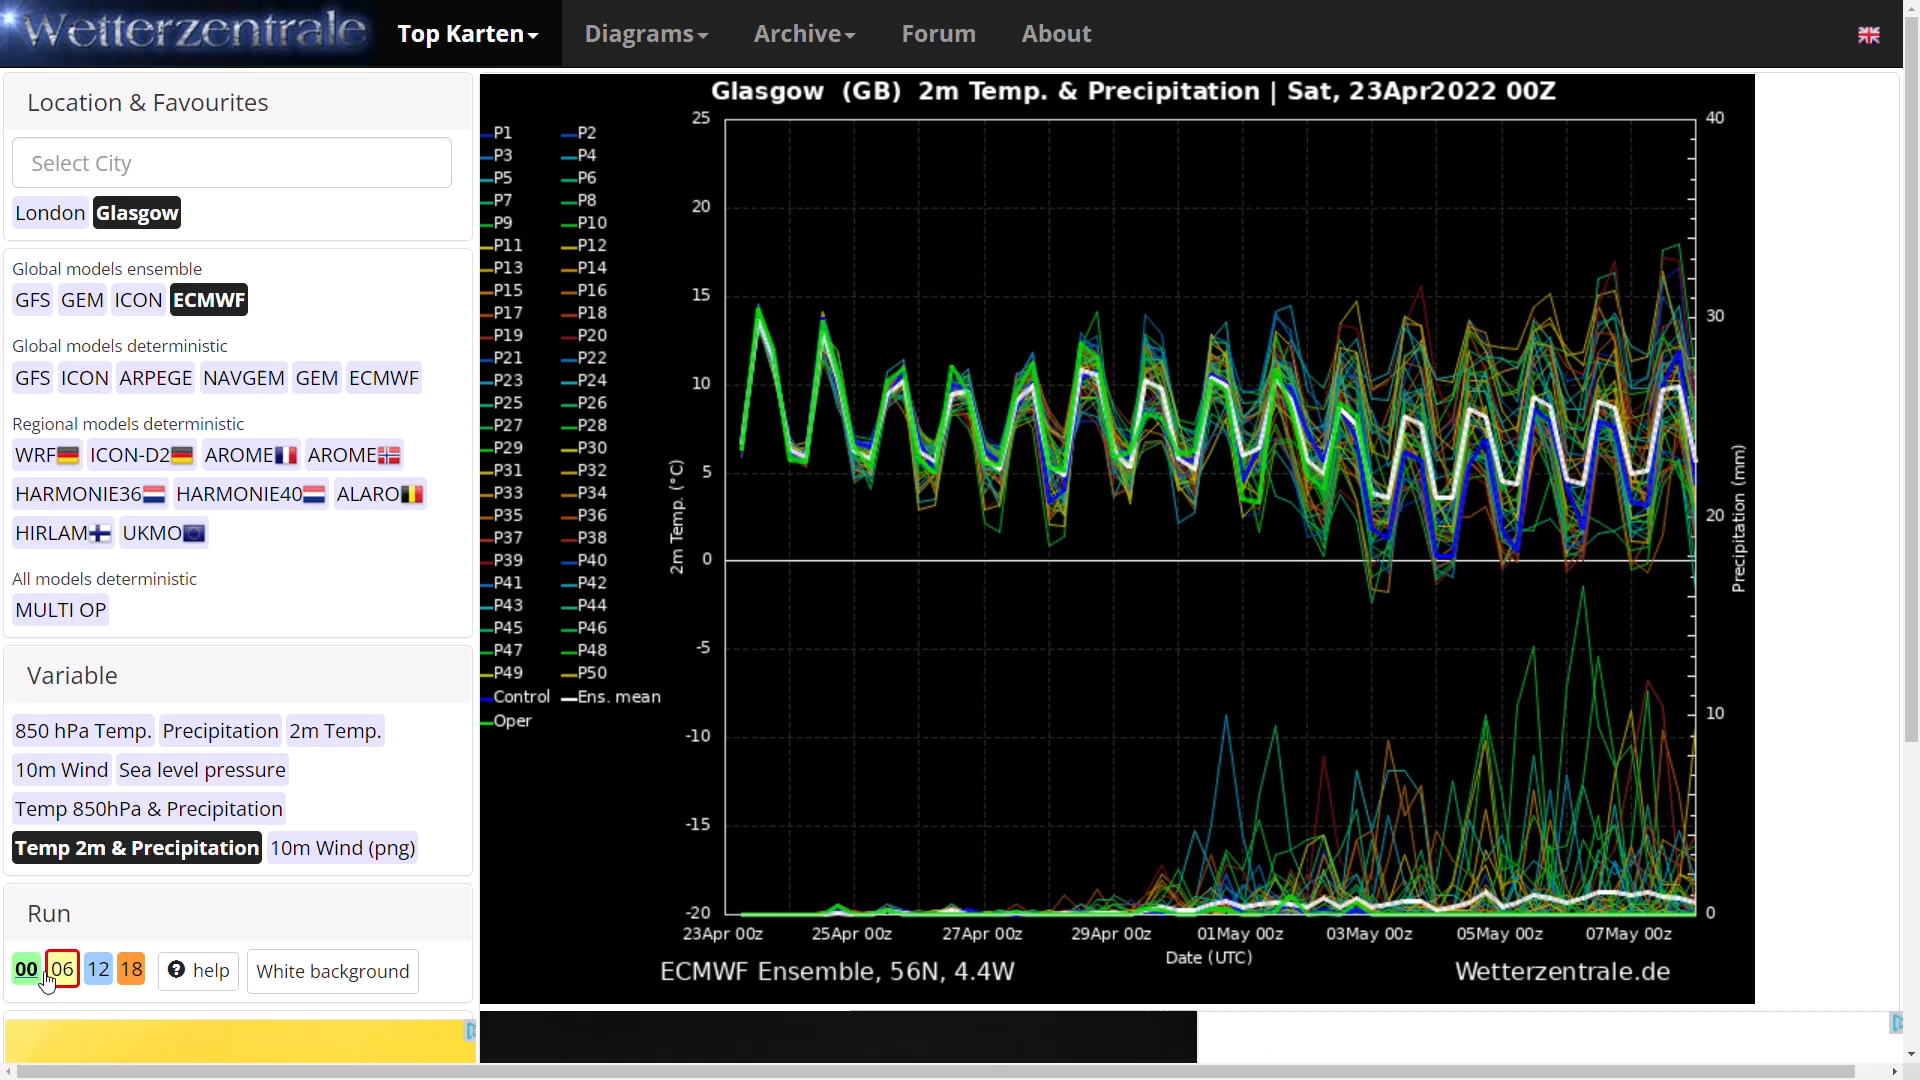 Wetterzentrale
Top Karten
Diagrams
Archive
Forum
About
Location & Favourites
Select City
London Glasgow
Global models ensemble
GFS GEM ICON ECMWF
Global models deterministic
GFS ICON ARPEGE NAVGEM GEM ECMWF
Regional models deterministic
WRF ICON-D2 AROME AROME
HARMONIE36 HARMONIE40 ALARO
HIRLAM UKMO
All models deterministic
MULTI OP
Variable
850 hPa Temp. Precipitation 2m Temp.
10m Wind Sea level pressure
Temp 850hPa & Precipitation
Temp 2m & Precipitation 10m Wind (png)
Run
00 06 12 18 help White background
Glasgow (GB) 2m Temp. & Precipitation | Sat, 23Apr2022 00Z
P1 P2
P3 P4
P5 P6
P7 P8
P9 P10
P11 P12
P13 P14
P15 P16
P17 P18
P19 P20
P21 P22
P23 P24
P25 P26
P27 P28
P29 P30
P31 P32
P33 P34
P35 P36
P37 P38
P39 P40
P41 P42
P43 P44
P45 P46
P47 P48
P49 P50
Control Ens. mean
Oper
2m Temp. (°C)
25
20
15
10
5
0
-5
-10
-15
-20
40
30
20
10
0
Precipitation (mm)
23Apr 00z 25Apr 00z 27Apr 00z 29Apr 00z 01May 00z 03May 00z 05May 00z 07May 00z
Date (UTC)
ECMWF Ensemble, 56N, 4.4W
Wetterzentrale.de